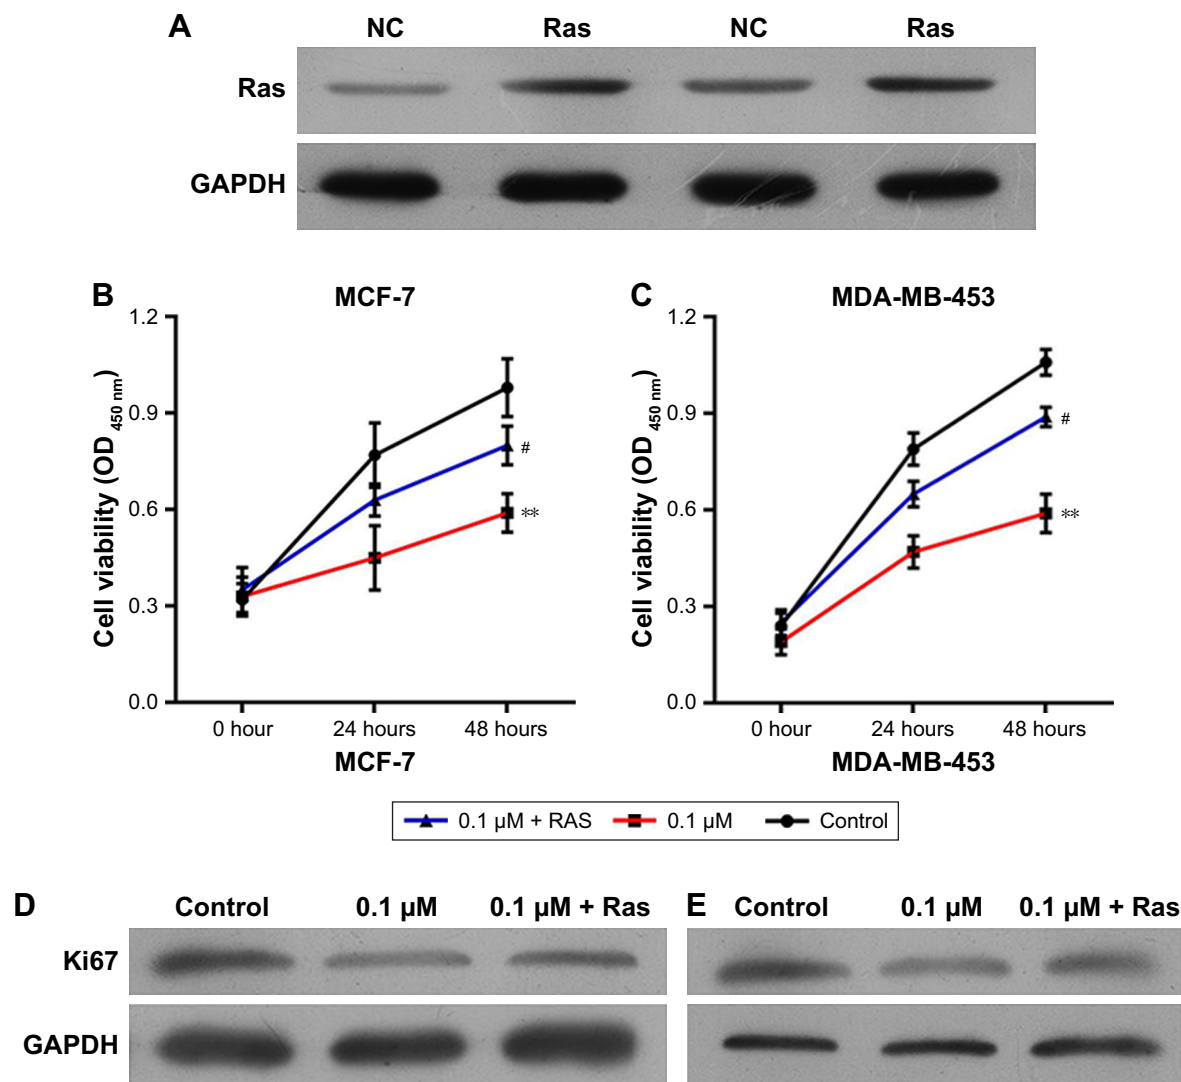 A
NC Ras NC Ras
Ras
GAPDH
B MCF-7
Cell viability (OD450 nm)
1.2
0.9
0.6
0.3
0.0
#
**
0 hour 24 hours 48 hours
MCF-7
C MDA-MB-453
Cell viability (OD450 nm)
1.2
0.9
0.6
0.3
0.0
#
**
0 hour 24 hours 48 hours
MDA-MB-453
0.1 µM + RAS 0.1 µM Control
D Control 0.1 µM 0.1 µM + Ras
Ki67
GAPDH
E Control 0.1 µM 0.1 µM + Ras